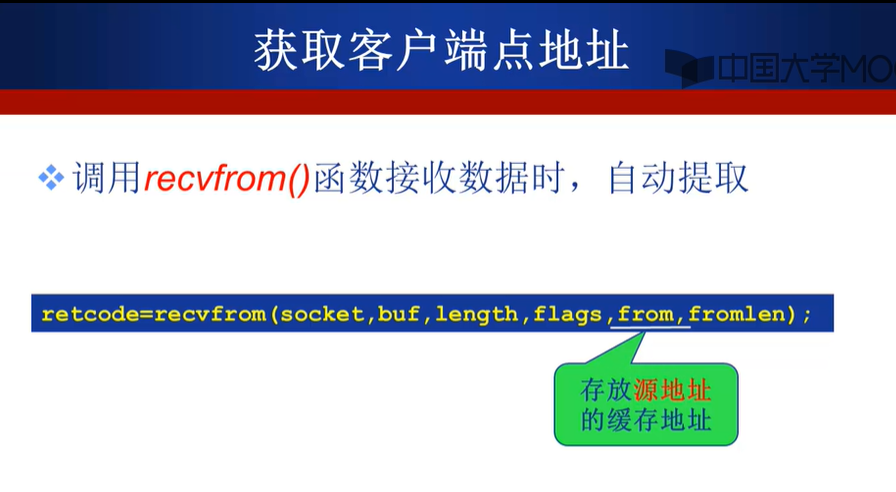 获取客户端点地址
中国大学MOO
调用recvfrom()函数接收数据时，自动提取
retcode=recvfrom(socket,buf,length,flags,from,fromlen);
存放源地址
的缓存地址